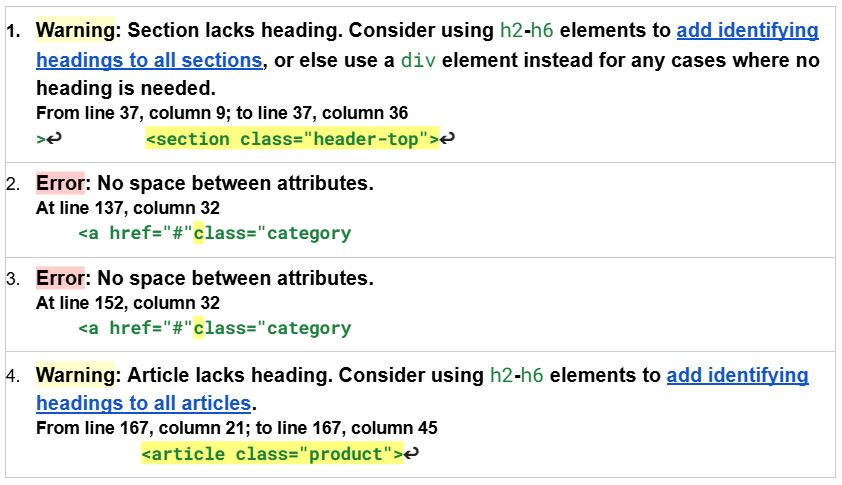 1. Warning: Section lacks heading. Consider using h2-h6 elements to add identifying
headings to all sections, or else use a div element instead for any cases where no
heading is needed.
From line 37, column 9; to line 37, column 36
>↩ <section class="header-top">↩
2. Error: No space between attributes.
At line 137, column 32
<a href="#"class="category
3. Error: No space between attributes.
At line 152, column 32
<a href="#"class="category
4. Warning: Article lacks heading. Consider using h2-h6 elements to add identifying
headings to all articles.
From line 167, column 21; to line 167, column 45
<article class="product">↩